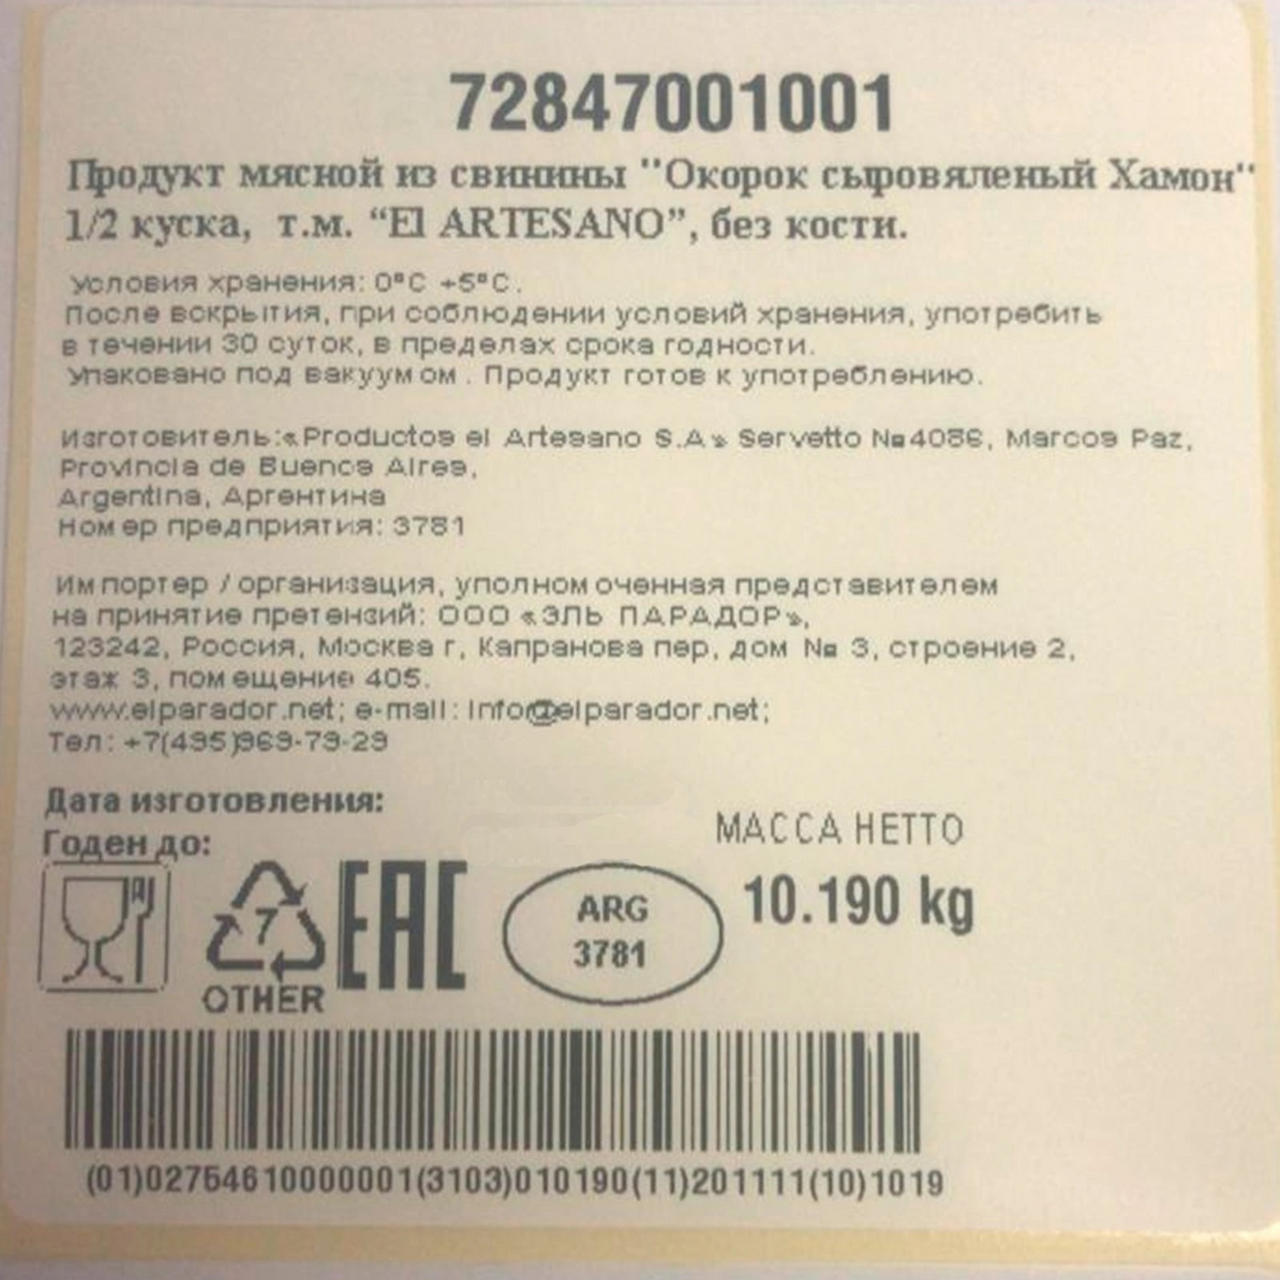 72847001001
Продукт мясной из свинины "Окорок сыровяленый Хамон"
1/2 куска, т.м. “El ARTESANO”, без кости.
Условия хранения: 0°C +5°C.
После вскрытия, при соблюдении условий хранения, употребить
в течении 30 суток, в пределах срока годности.
Упаковано под вакуумом. Продукт готов к употреблению.
Изготовитель:«Productos el Artesano S.A» Servetto №4086, Marcos Paz,
Provincia de Buenos Aires,
Argentina, Аргентина
Номер предприятия: 3781
Импортер / организация, уполномоченная представителем
на принятие претензий: ООО «ЭЛЬ ПАРАДОР»,
123242, Россия, Москва г, Капранова пер, дом № 3, строение 2,
этаж 3, помещение 405.
www.elparador.net; e-mail: info@elparador.net;
Тел: +7(495)969-79-29
Дата изготовления:
Годен до:
МАССА НЕТТО
10.190 kg
7
OTHER
EAC
ARG
3781
(01)02754610000001(3103)010190(11)201111(10)1019